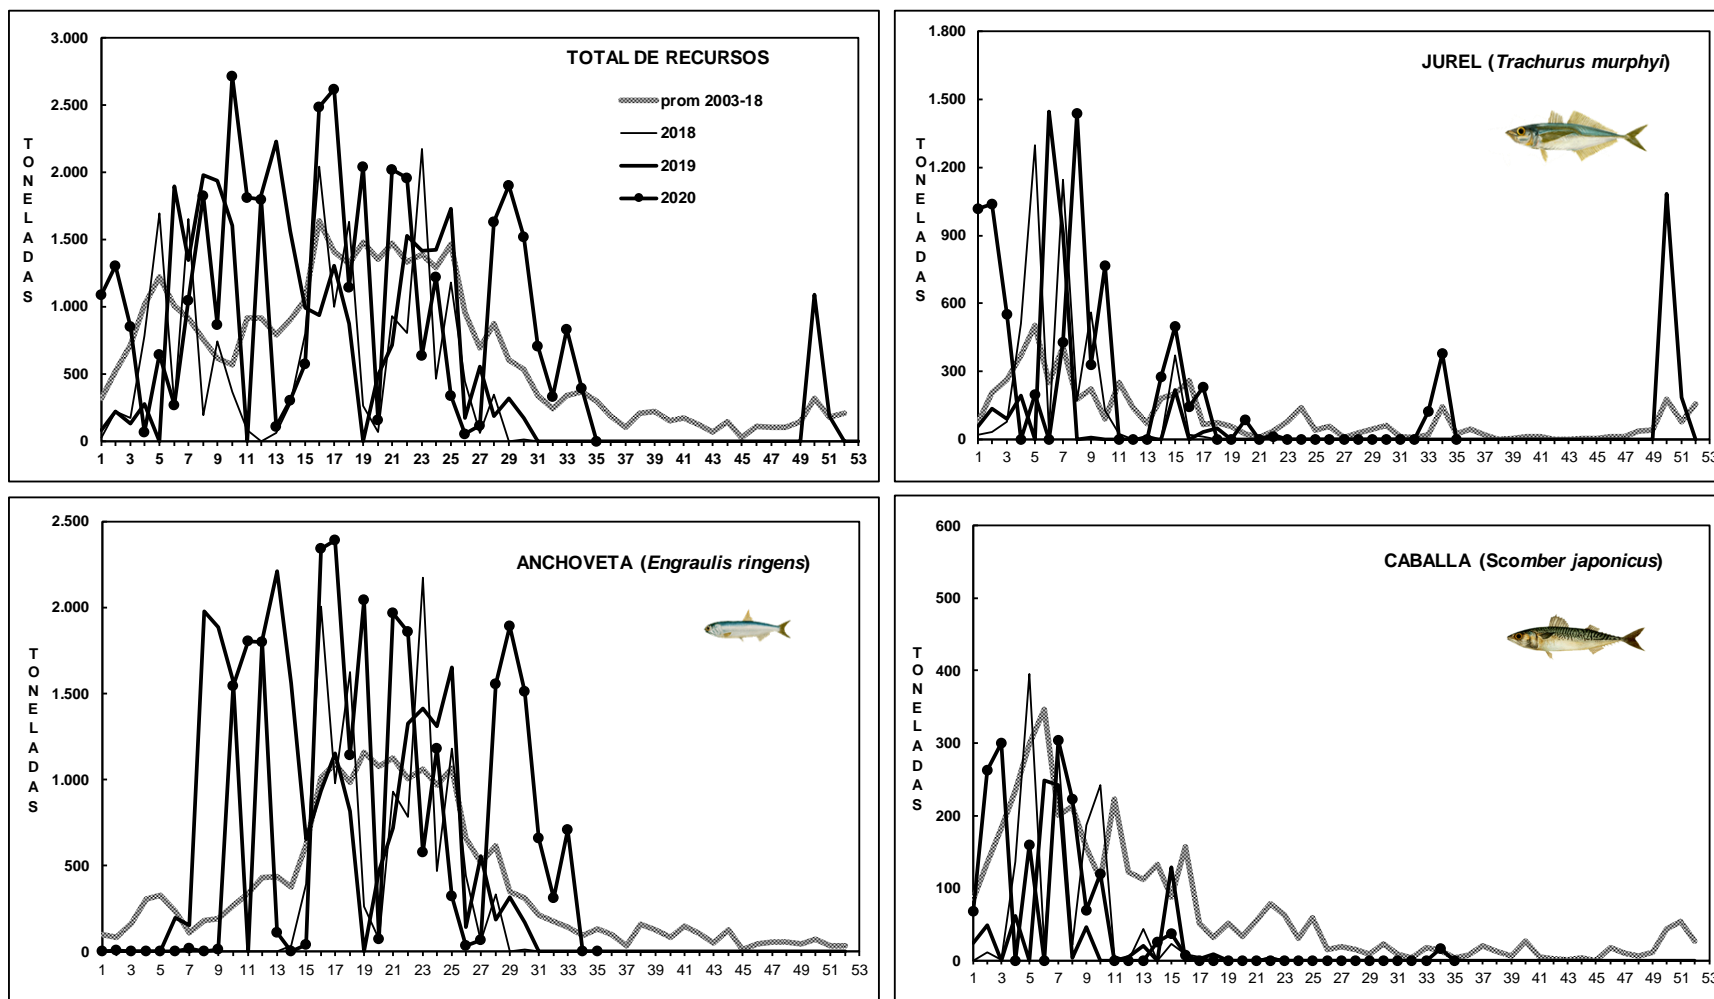 TOTAL DE RECURSOS
3.000
2.500
2.000
1.500
1.000
500
0
TONELADAS
prom 2003-18
2018
2019
2020
1 3 5 7 9 11 13 15 17 19 21 23 25 27 29 31 33 35 37 39 41 43 45 47 49 51 53
JUREL (Trachurus murphyi)
1.800
1.500
1.200
900
600
300
0
TONELADAS
1 3 5 7 9 11 13 15 17 19 21 23 25 27 29 31 33 35 37 39 41 43 45 47 49 51 53
ANCHOVETA (Engraulis ringens)
2.500
2.000
1.500
1.000
500
0
TONELADAS
1 3 5 7 9 11 13 15 17 19 21 23 25 27 29 31 33 35 37 39 41 43 45 47 49 51 53
CABALLA (Scomber japonicus)
600
500
400
300
200
100
0
TONELADAS
1 3 5 7 9 11 13 15 17 19 21 23 25 27 29 31 33 35 37 39 41 43 45 47 49 51 53